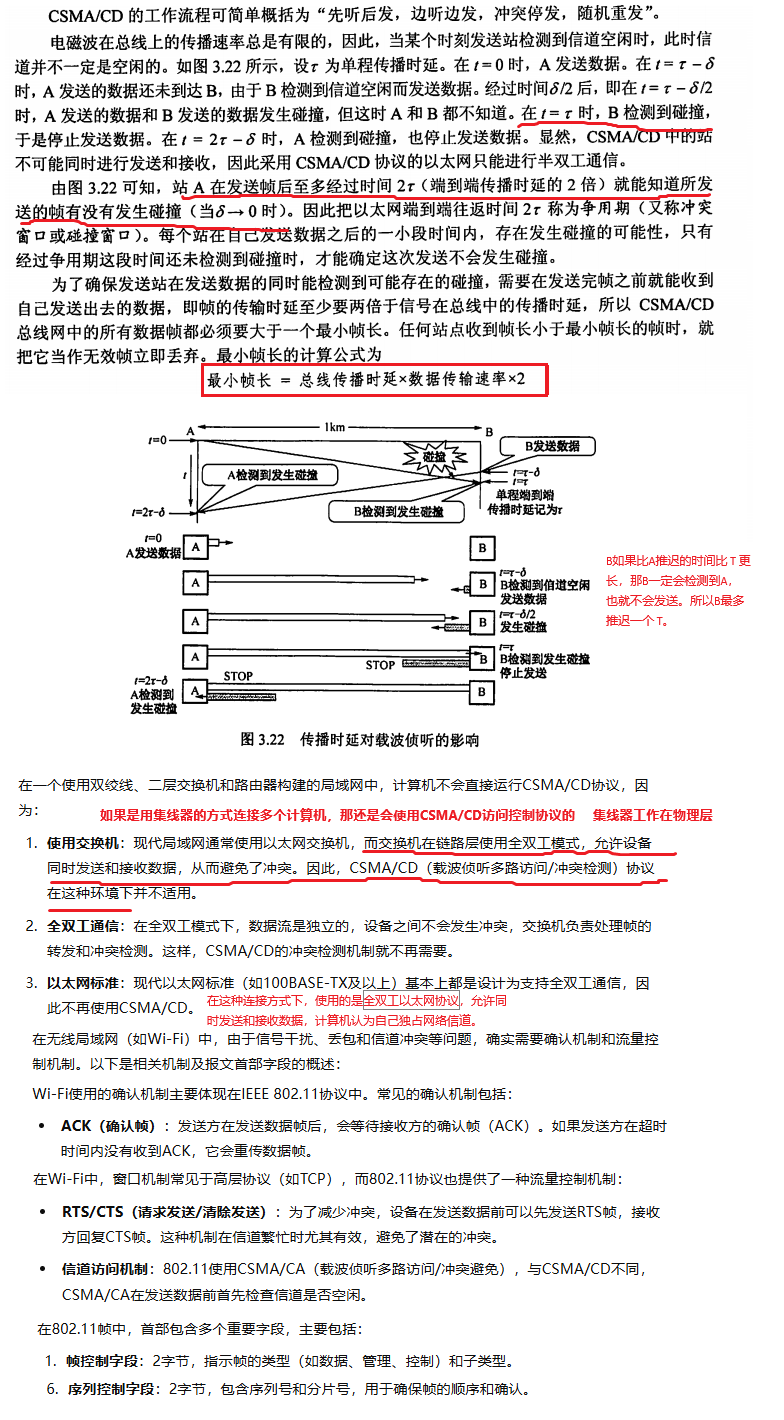 CSMA/CD 的工作流程可简单概括为“先听后发，边听边发，冲突停发，随机重发”。
电磁波在总线上的传播速率总是有限的，因此，当某个时刻发送站检测到信道空闲时，此时信
道并不一定是空闲的。如图 3.22 所示，设τ 为单程传播时延。在 t = 0 时，A 发送数据。在 t = τ − δ
时，A 发送的数据还未到达 B，由于 B 检测到信道空闲而发送数据。经过时间δ/2 后，即在 t = τ − δ/2
时，A 发送的数据和 B 发送的数据发生碰撞，但这时 A 和 B 都不知道。在 t = τ 时，B 检测到碰撞，
于是停止发送数据。在 t = 2τ − δ 时，A 检测到碰撞，也停止发送数据。显然，CSMA/CD 中的站
不可能同时进行发送和接收，因此采用 CSMA/CD 协议的以太网只能进行半双工通信。
由图 3.22 可知，站 A 在发送帧后至多经过时间 2τ（端到端传播时延的 2 倍）就能知道所发
送的帧有没有发生碰撞（当δ → 0 时）。因此把以太网端到端往返时间 2τ 称为争用期（又称冲突
窗口或碰撞窗口）。每个站在自己发送数据之后的一小段时间内，存在发生碰撞的可能性，只有
经过争用期这段时间还未检测到碰撞时，才能确定这次发送不会发生碰撞。
为了确保发送站在发送数据的同时能检测到可能存在的碰撞，需要在发送完帧之前就能收到
自己发送出去的数据，即帧的传输时延至少要两倍于信号在总线中的传播时延，所以 CSMA/CD
总线网中的所有数据帧都必须要大于一个最小帧长。任何站点收到帧长小于最小帧长的帧时，就
把它当作无效帧立即丢弃。最小帧长的计算公式为
最小帧长 = 总线传播时延×数据传输速率×2
A 1km B
t=0
B发送数据
碰撞
t=τ-δ
t
A检测到发生碰撞
t=τ
单程端到端
传播时延记为τ
t=2τ-δ
B检测到发生碰撞
t=0
A发送数据
A B
A B
t=τ-δ
B检测到信道空闲
发送数据
B如果比A推迟的时间比 T 更
长，那B一定会检测到A，
也就不会发送。所以B最多
推迟一个 T。
A B
t=τ-δ/2
发生碰撞
A STOP B
t=τ
B检测到发生碰撞
停止发送
t=2τ-δ
A检测到
发生碰撞
A STOP B
图 3.22 传播时延对载波侦听的影响
在一个使用双绞线、二层交换机和路由器构建的局域网中，计算机不会直接运行CSMA/CD协议，因
为：
如果是用集线器的方式连接多个计算机，那还是会使用CSMA/CD访问控制协议的 集线器工作在物理层
1. 使用交换机：现代局域网通常使用以太网交换机，而交换机在链路层使用全双工模式，允许设备
同时发送和接收数据，从而避免了冲突。因此，CSMA/CD（载波侦听多路访问/冲突检测）协议
在这种环境下并不适用。
2. 全双工通信：在全双工模式下，数据流是独立的，设备之间不会发生冲突，交换机负责处理帧的
转发和冲突检测。这样，CSMA/CD的冲突检测机制就不再需要。
3. 以太网标准：现代以太网标准（如100BASE-TX及以上）基本上都是设计为支持全双工通信，因
此不再使用CSMA/CD。
在这种连接方式下，使用的是全双工以太网协议，允许同
时发送和接收数据，计算机认为自己独占网络信道。
在无线局域网（如Wi-Fi）中，由于信号干扰、丢包和信道冲突等问题，确实需要确认机制和流量控
制机制。以下是相关机制及报文首部字段的概述：
Wi-Fi使用的确认机制主要体现在IEEE 802.11协议中。常见的确认机制包括：
• ACK（确认帧）：发送方在发送数据帧后，会等待接收方的确认帧（ACK）。如果发送方在超时
时间内没有收到ACK，它会重传数据帧。
在Wi-Fi中，窗口机制常见于高层协议（如TCP），而802.11协议也提供了一种流量控制机制：
• RTS/CTS（请求发送/清除发送）：为了减少冲突，设备在发送数据前可以先发送RTS帧，接收
方回复CTS帧。这种机制在信道繁忙时尤其有效，避免了潜在的冲突。
• 信道访问机制：802.11使用CSMA/CA（载波侦听多路访问/冲突避免），与CSMA/CD不同，
CSMA/CA在发送数据前首先检查信道是否空闲。
在802.11帧中，首部包含多个重要字段，主要包括：
1. 帧控制字段：2字节，指示帧的类型（如数据、管理、控制）和子类型。
6. 序列控制字段：2字节，包含序列号和分片号，用于确保帧的顺序和确认。